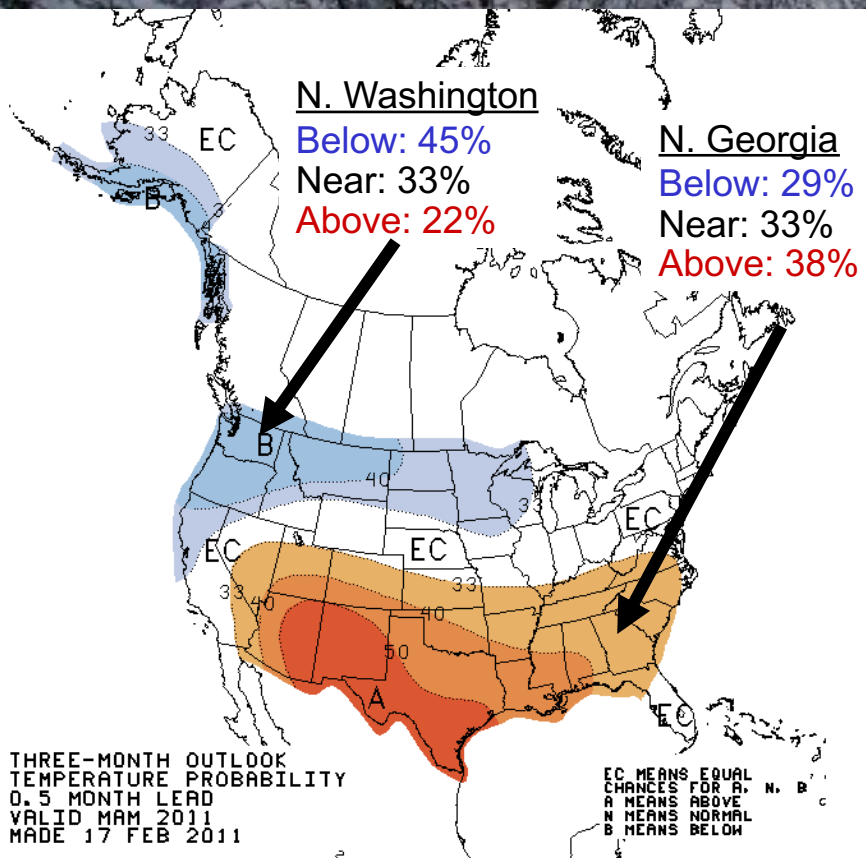 N. Washington
Below: 45%
Near: 33%
Above: 22%
N. Georgia
Below: 29%
Near: 33%
Above: 38%
33
EC
B
B
40
EC
EC
EC
33
33
40
40
50
A
EC
THREE-MONTH OUTLOOK
TEMPERATURE PROBABILITY
0.5 MONTH LEAD
VALID MAM 2011
MADE 17 FEB 2011
EC MEANS EQUAL
CHANCES FOR A, N, B
A MEANS ABOVE
N MEANS NORMAL
B MEANS BELOW